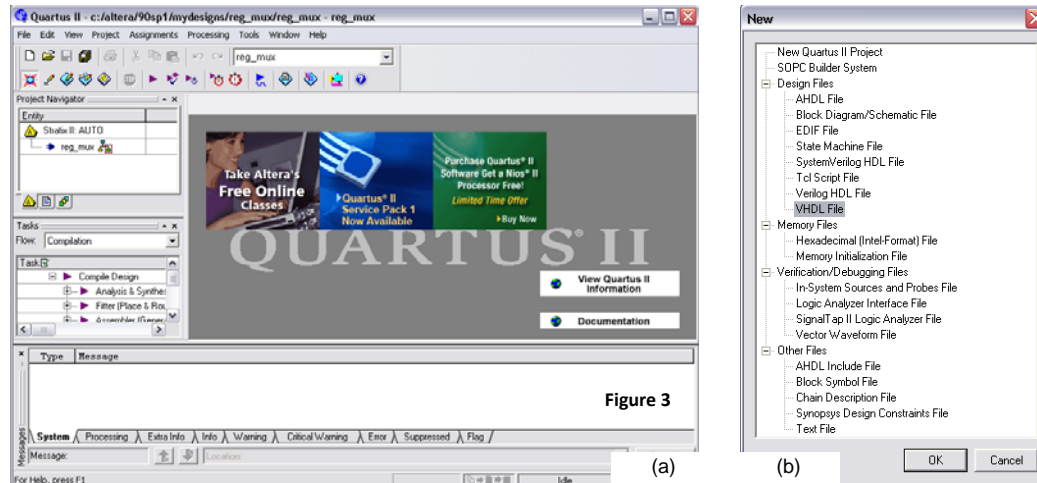 Quartus II - c:/altera/90sp1/mydesigns/reg_mux/reg_mux - reg_mux
File Edit View Project Assignments Processing Tools Window Help
reg_mux
Project Navigator
Entity
Stratix II: AUTO
reg_mux
Tasks
Flow: Compilation
Task
Compile Design
Analysis & Synthes
Fitter (Place & Rou
Assembler (Gener
Take Altera's
Free Online
Classes
Quartus® II
Service Pack 1
Now Available
Purchase Quartus® II
Software Get a Nios® II
Processor Free!
Limited Time Offer
Buy Now
QUARTUS® II
View Quartus II
Information
Documentation
Type Message
Figure 3
Messages
System Processing Extra Info Info Warning Critical Warning Error Suppressed Flag
Message: Location:
For Help, press F1
Idle
(a)
New
New Quartus II Project
SOPC Builder System
Design Files
AHDL File
Block Diagram/Schematic File
EDIF File
State Machine File
SystemVerilog HDL File
Tcl Script File
Verilog HDL File
VHDL File
Memory Files
Hexadecimal (Intel-Format) File
Memory Initialization File
Verification/Debugging Files
In-System Sources and Probes File
Logic Analyzer Interface File
SignalTap II Logic Analyzer File
Vector Waveform File
Other Files
AHDL Include File
Block Symbol File
Chain Description File
Synopsys Design Constraints File
Text File
OK Cancel
(b)